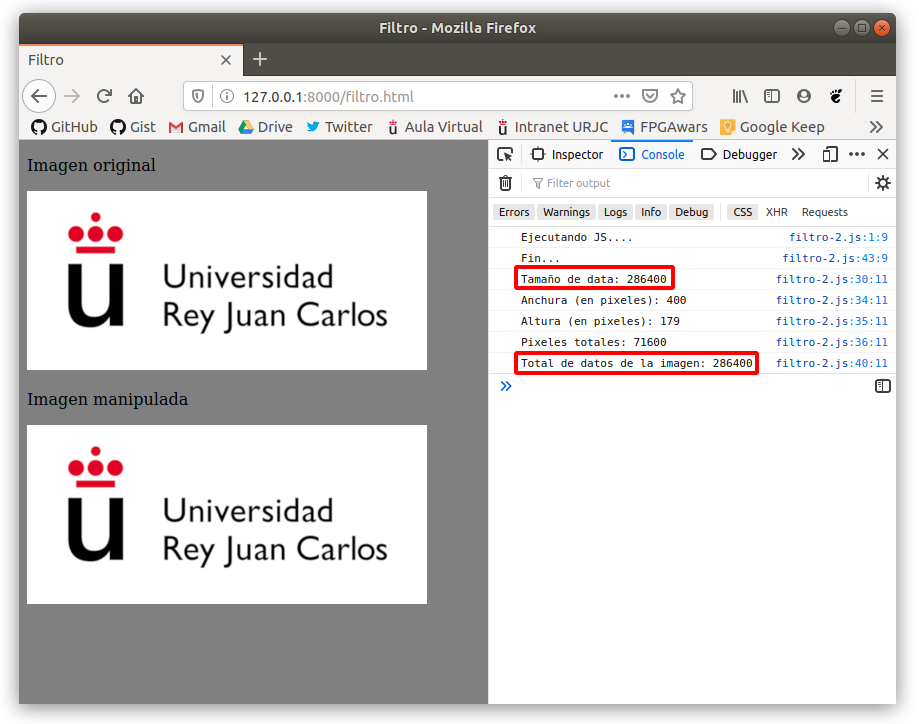 Filtro - Mozilla Firefox
Filtro
127.0.0.1:8000/filtro.html
GitHub Gist Gmail Drive Twitter Aula Virtual Intranet URJC FPGAwars Google Keep
Imagen original
Universidad
Rey Juan Carlos
Imagen manipulada
Universidad
Rey Juan Carlos
Inspector Console Debugger
Filter output
Errors Warnings Logs Info Debug CSS XHR Requests
Ejecutando JS.... filtro-2.js:1:9
Fin... filtro-2.js:43:9
Tamaño de data: 286400 filtro-2.js:30:11
Anchura (en pixeles): 400 filtro-2.js:34:11
Altura (en pixeles): 179 filtro-2.js:35:11
Pixeles totales: 71600 filtro-2.js:36:11
Total de datos de la imagen: 286400 filtro-2.js:40:11